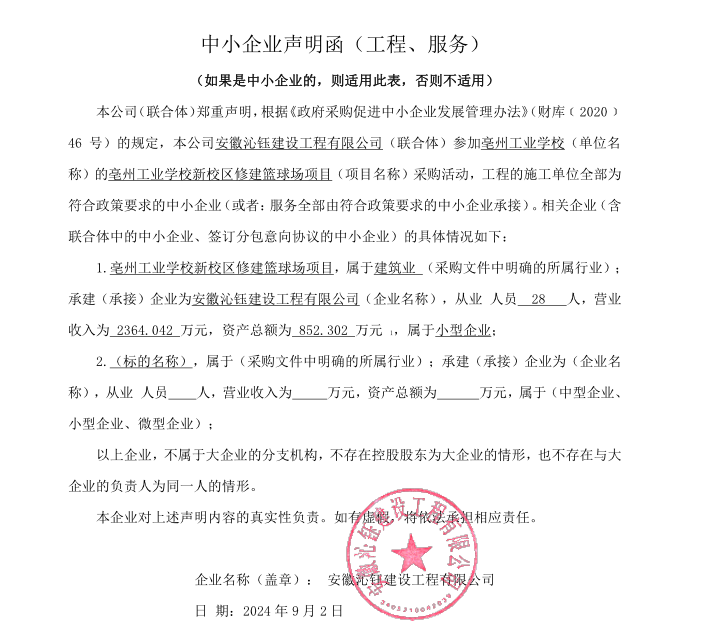 中小企业声明函（工程、服务）
（如果是中小企业的，则适用此表，否则不适用）
本公司（联合体）郑重声明，根据《政府采购促进中小企业发展管理办法》（财库﹝2020﹞
46 号）的规定，本公司安徽沁钰建设工程有限公司（联合体）参加亳州工业学校（单位名
称）的亳州工业学校新校区修建篮球场项目（项目名称）采购活动，工程的施工单位全部为
符合政策要求的中小企业（或者：服务全部由符合政策要求的中小企业承接）。相关企业（含
联合体中的中小企业、签订分包意向协议的中小企业）的具体情况如下：
1. 亳州工业学校新校区修建篮球场项目，属于建筑业 （采购文件中明确的所属行业）；
承建（承接）企业为安徽沁钰建设工程有限公司（企业名称），从业 人员 28 人，营业
收入为 2364.042 万元，资产总额为 852.302 万元 1，属于小型企业；
2. （标的名称），属于（采购文件中明确的所属行业）；承建（承接）企业为（企业名
称），从业 人员____人，营业收入为_____万元，资产总额为______万元，属于（中型企业、
小型企业、微型企业）；
以上企业，不属于大企业的分支机构，不存在控股股东为大企业的情形，也不存在与大
企业的负责人为同一人的情形。
本企业对上述声明内容的真实性负责。如有虚假，将依法承担相应责任。
安徽沁钰建设工程有限公司
企业名称（盖章）： 安徽沁钰建设工程有限公司
日 期：2024 年 9 月 2 日